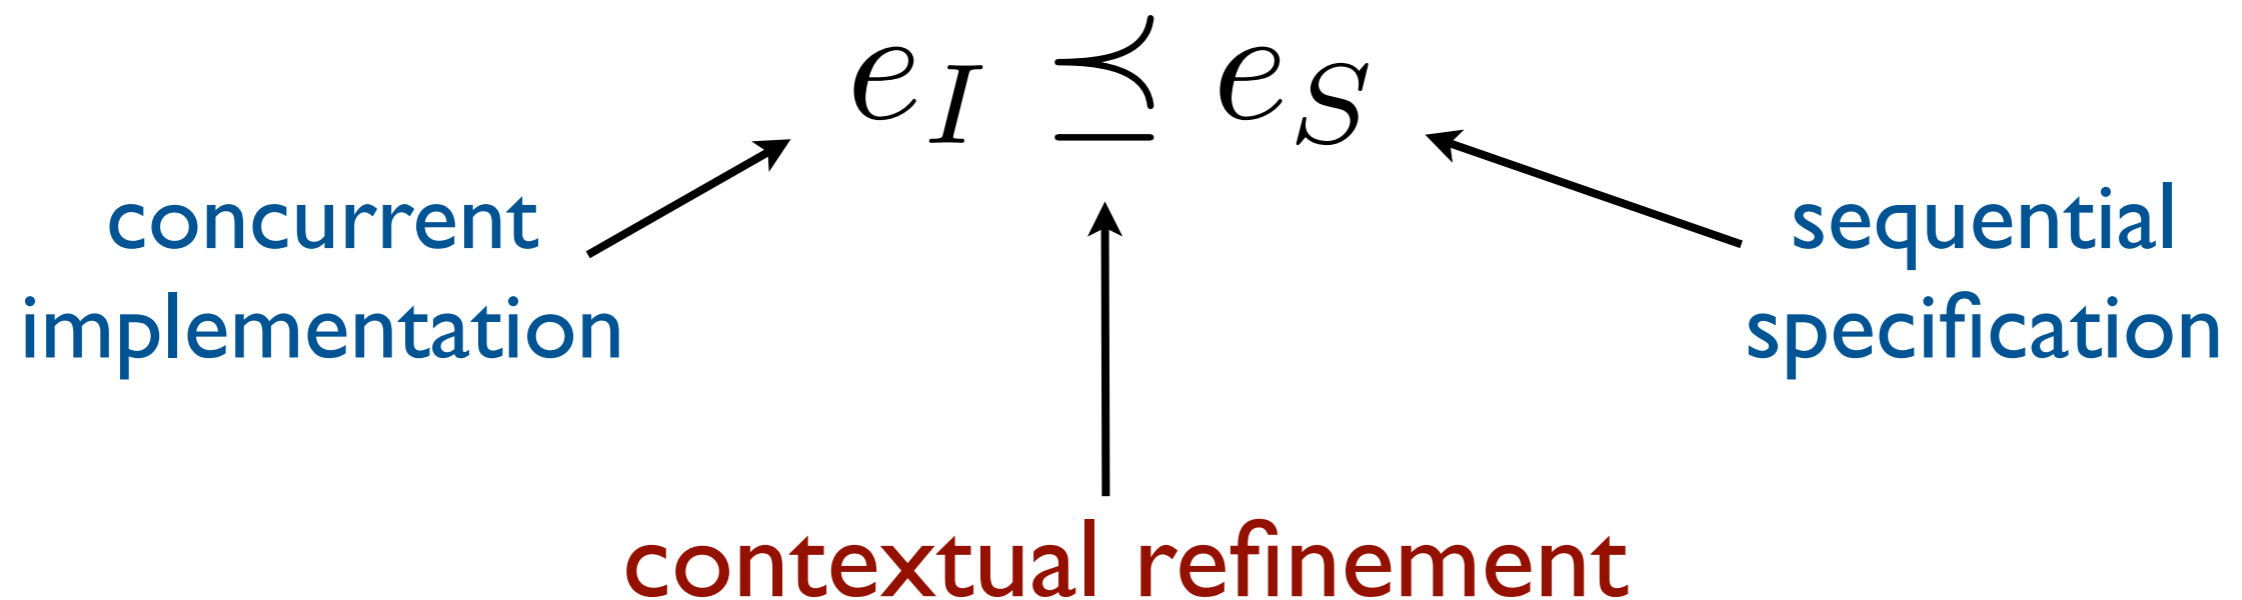 e_I ⪯ e_S
concurrent
implementation
sequential
specification
contextual refinement